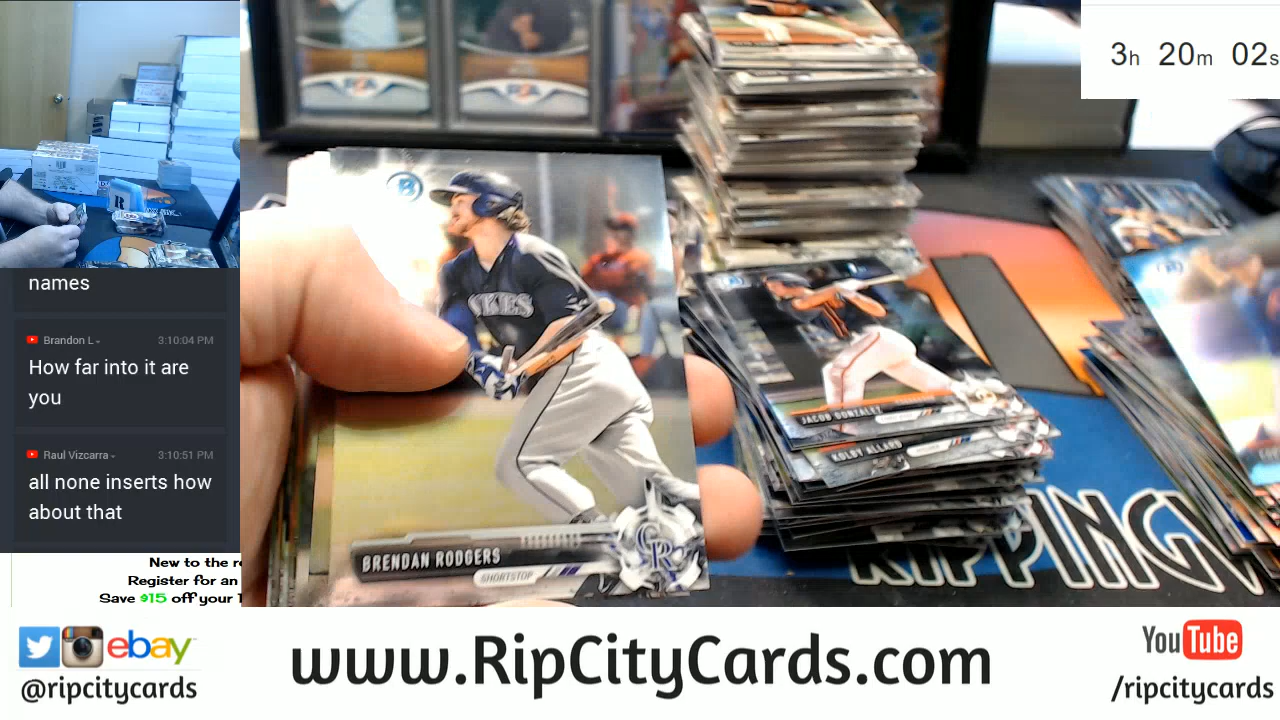 3h 20m 02s
names
Brandon L
3:10:04 PM
How far into it are
you
Raul Vizcarra
3:10:51 PM
all none inserts how
about that
New to the r
Register for an
Save $15 off your
BRENDAN RODGERS
SHORTSTOP
CR
JACOB GONZALEZ
KOLBY ALLARD
RIPPING
R
ebay
@ripcitycards
www.RipCityCards.com
YouTube
/ripcitycards